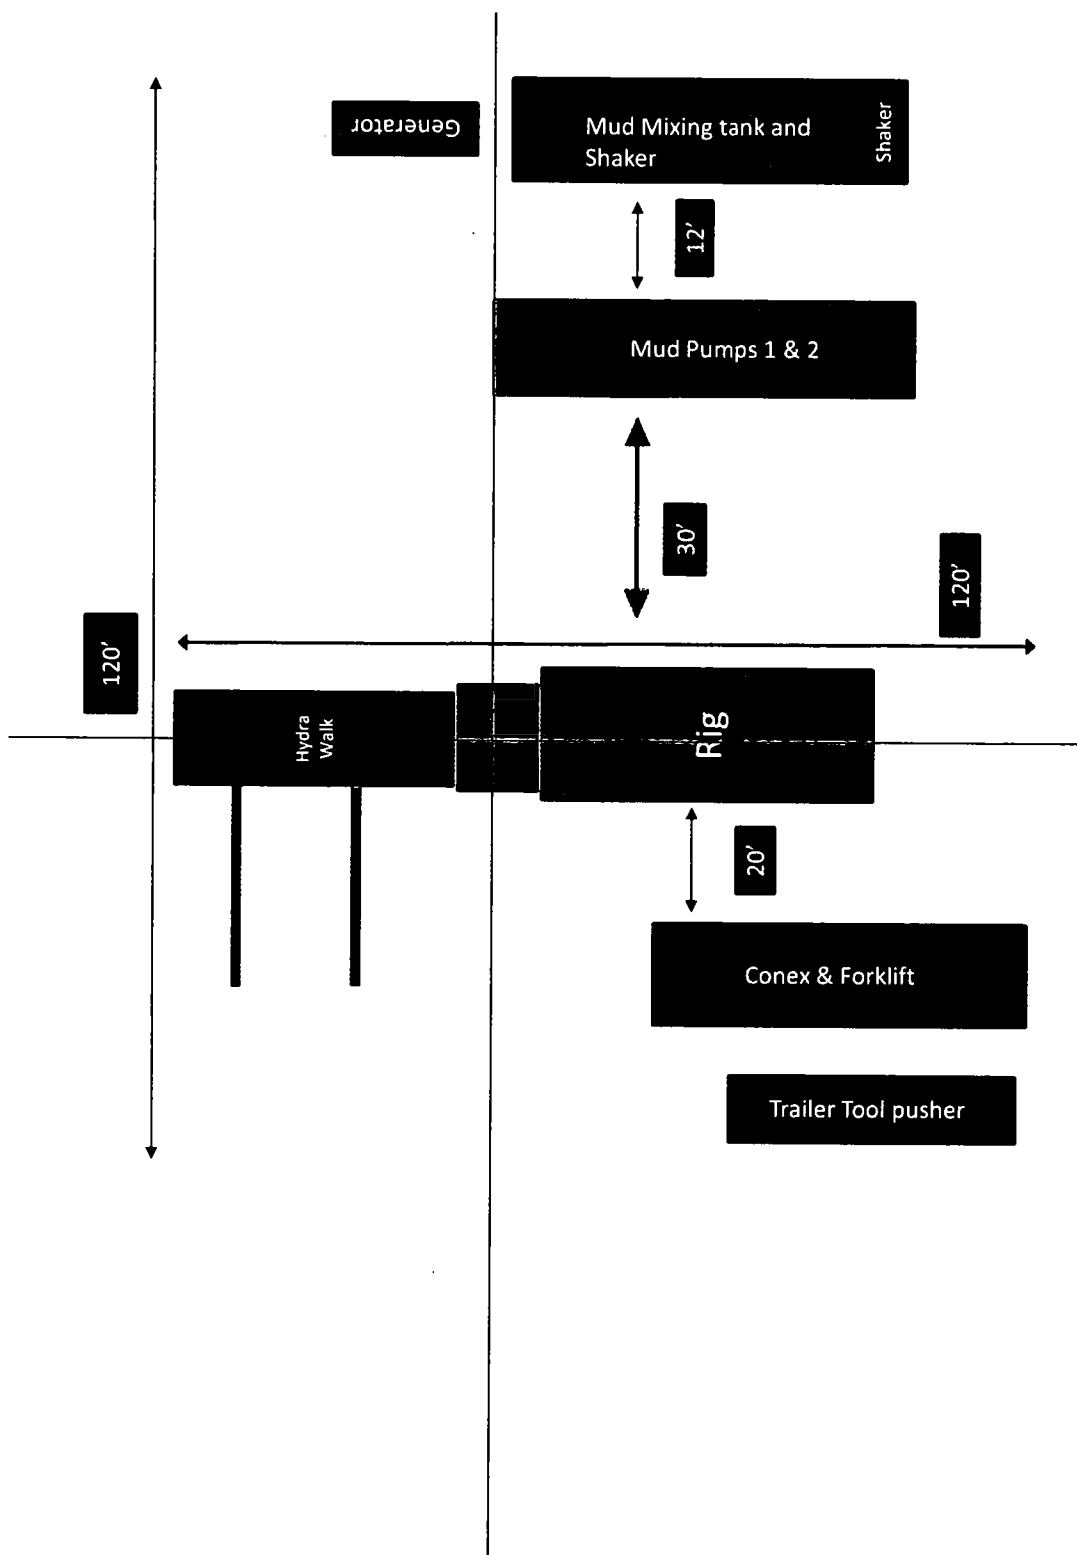 Generator
Mud Mixing tank and
Shaker
Shaker
12’
Mud Pumps 1 & 2
30’
120’
120’
Hydra
Walk
Rig
20’
Conex & Forklift
Trailer Tool pusher